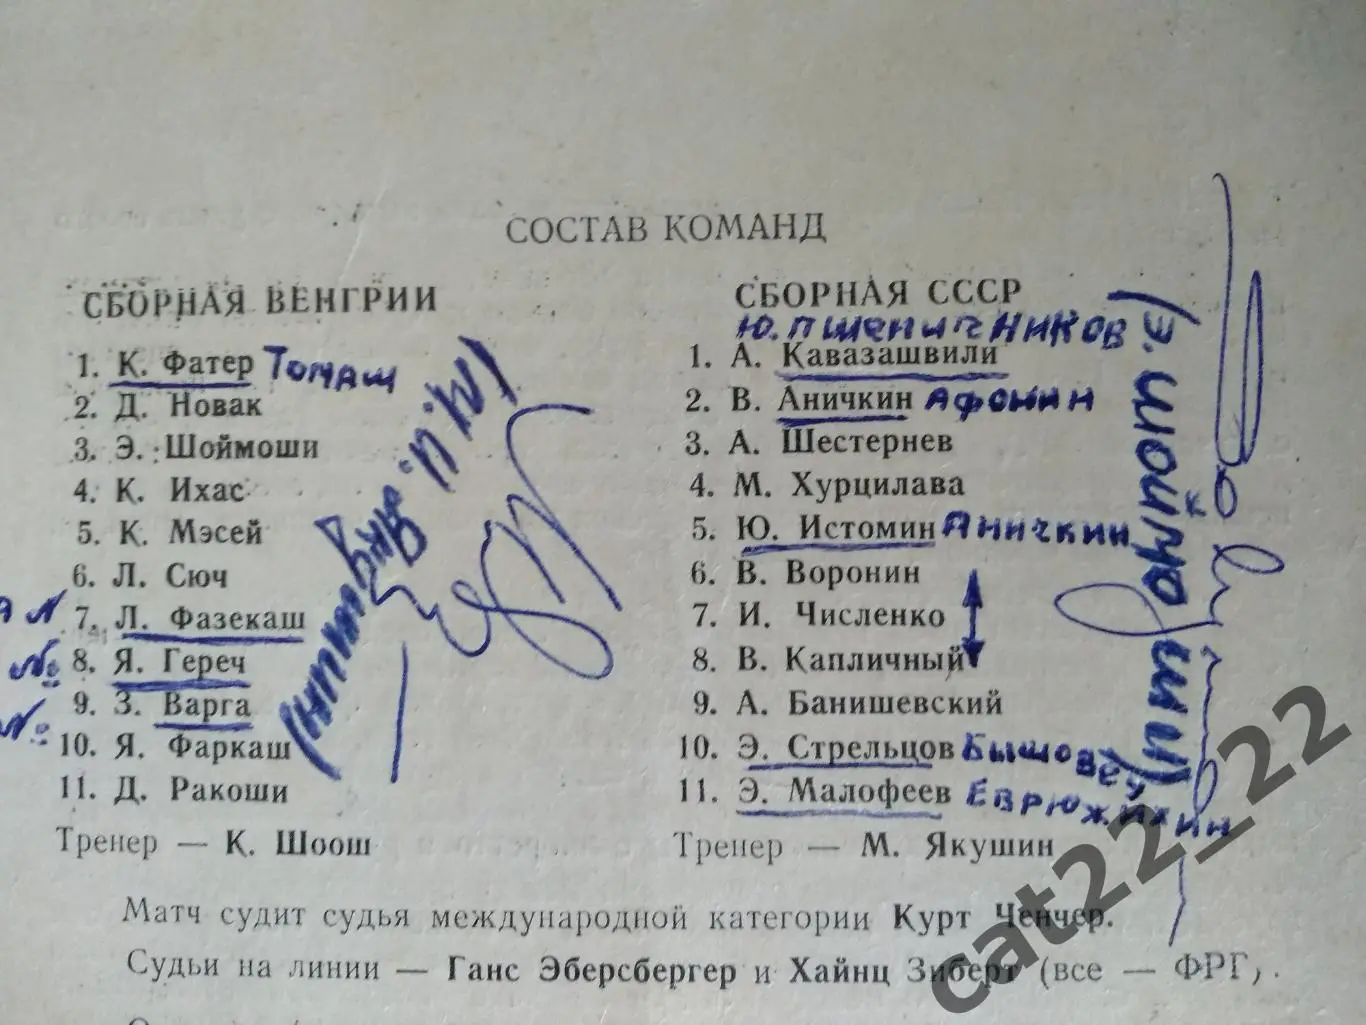 СОСТАВ КОМАНД
СБОРНАЯ ВЕНГРИИ
1. К. Фатер Томаш
2. Д. Новак
3. Э. Шоймоши
4. К. Ихас
5. К. Мэсей
6. Л. Сюч
7. Л. Фазекаш
№ 8. Я. Гереч
9. З. Варга
№ 10. Я. Фаркаш
11. Д. Ракоши
Тренер — К. Шоош
СБОРНАЯ СССР
Ю. ПШЕНИЧНИКОВ
1. А. Кавазашвили
2. В. Аничкин АФОНИН
3. А. Шестернев
4. М. Хурцилава
5. Ю. Истомин Аничкин
6. В. Воронин
7. И. Численко
8. В. Капличный
9. А. Банишевский
10. Э. Стрельцов Бышовец
11. Э. Малофеев ЕВРЮЖИХИН
Тренер — М. Якушин
Матч судит судья международной категории Курт Ченчер.
Судьи на линии — Ганс Эберсбергер и Хайнц Зиберт (все — ФРГ).
cat22_22